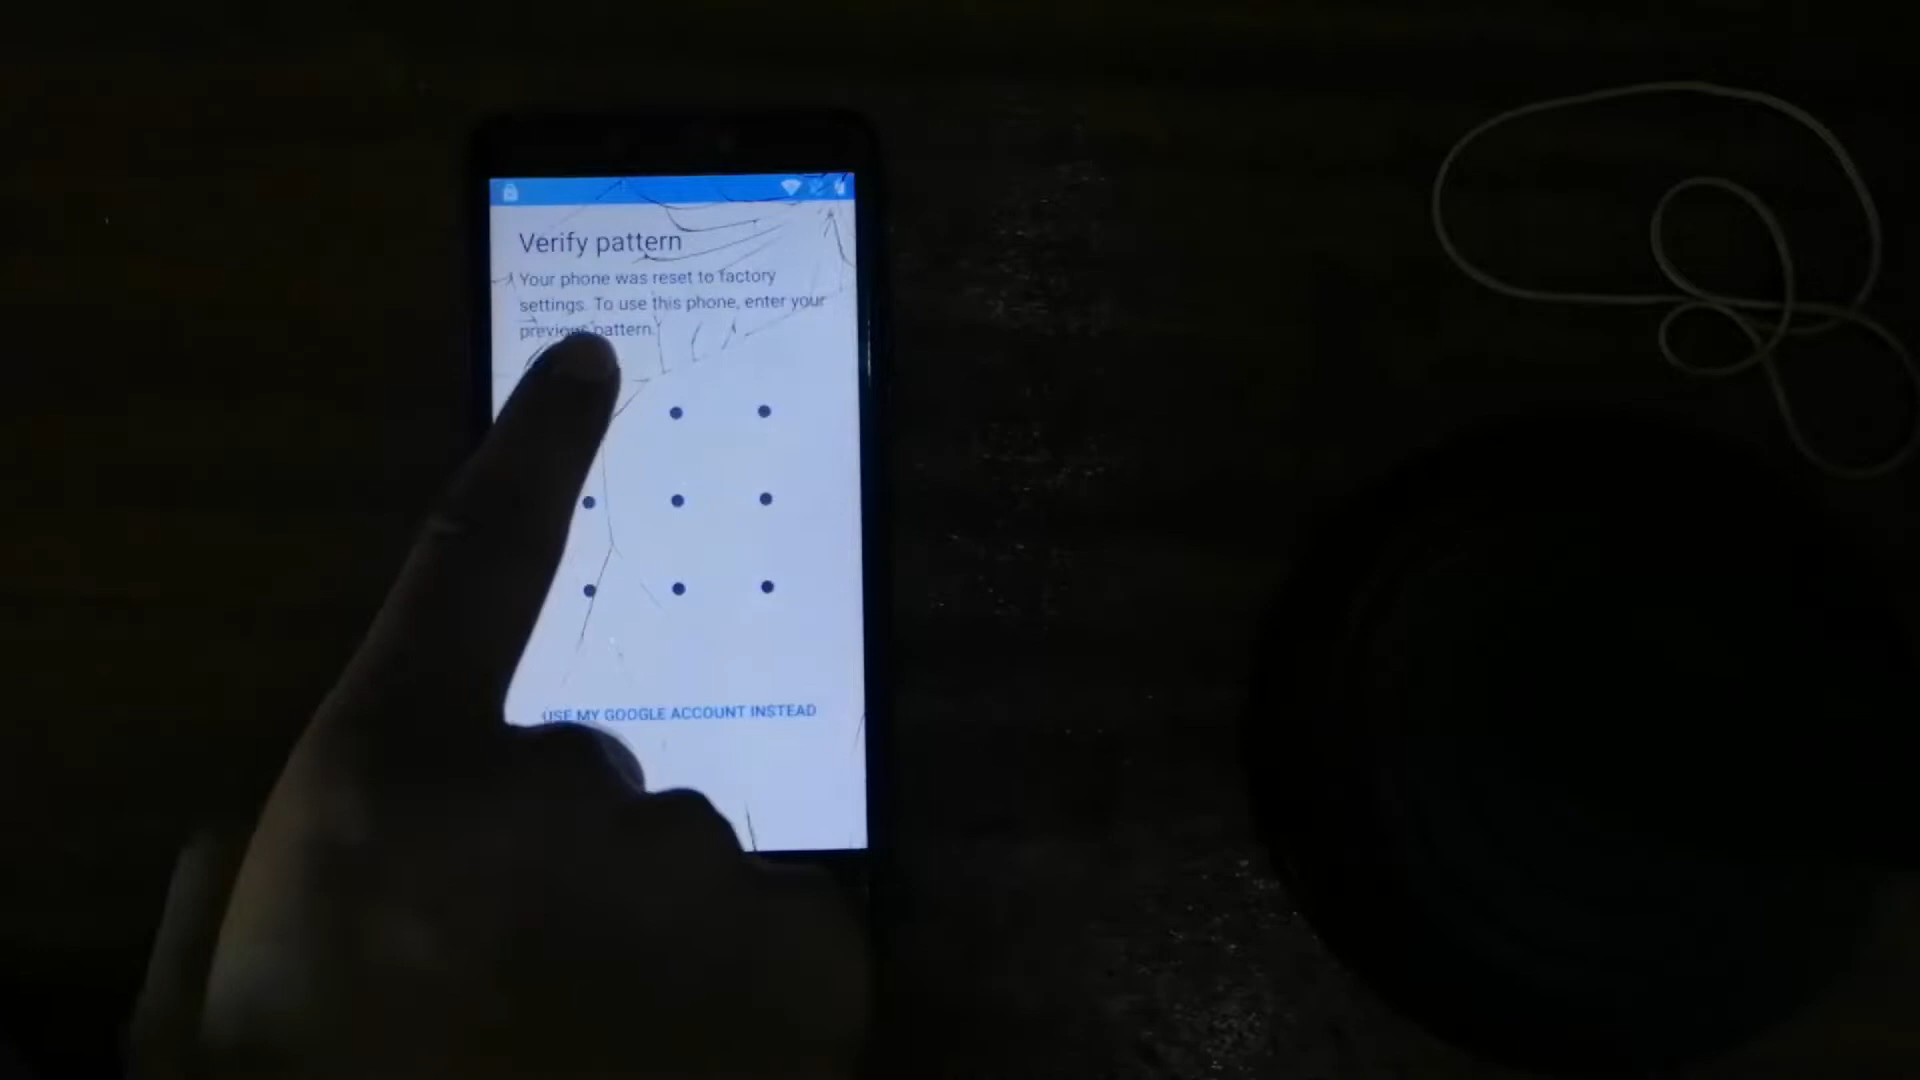 Verify pattern
Your phone was reset to factory
settings. To use this phone, enter your
previous pattern.
USE MY GOOGLE ACCOUNT INSTEAD